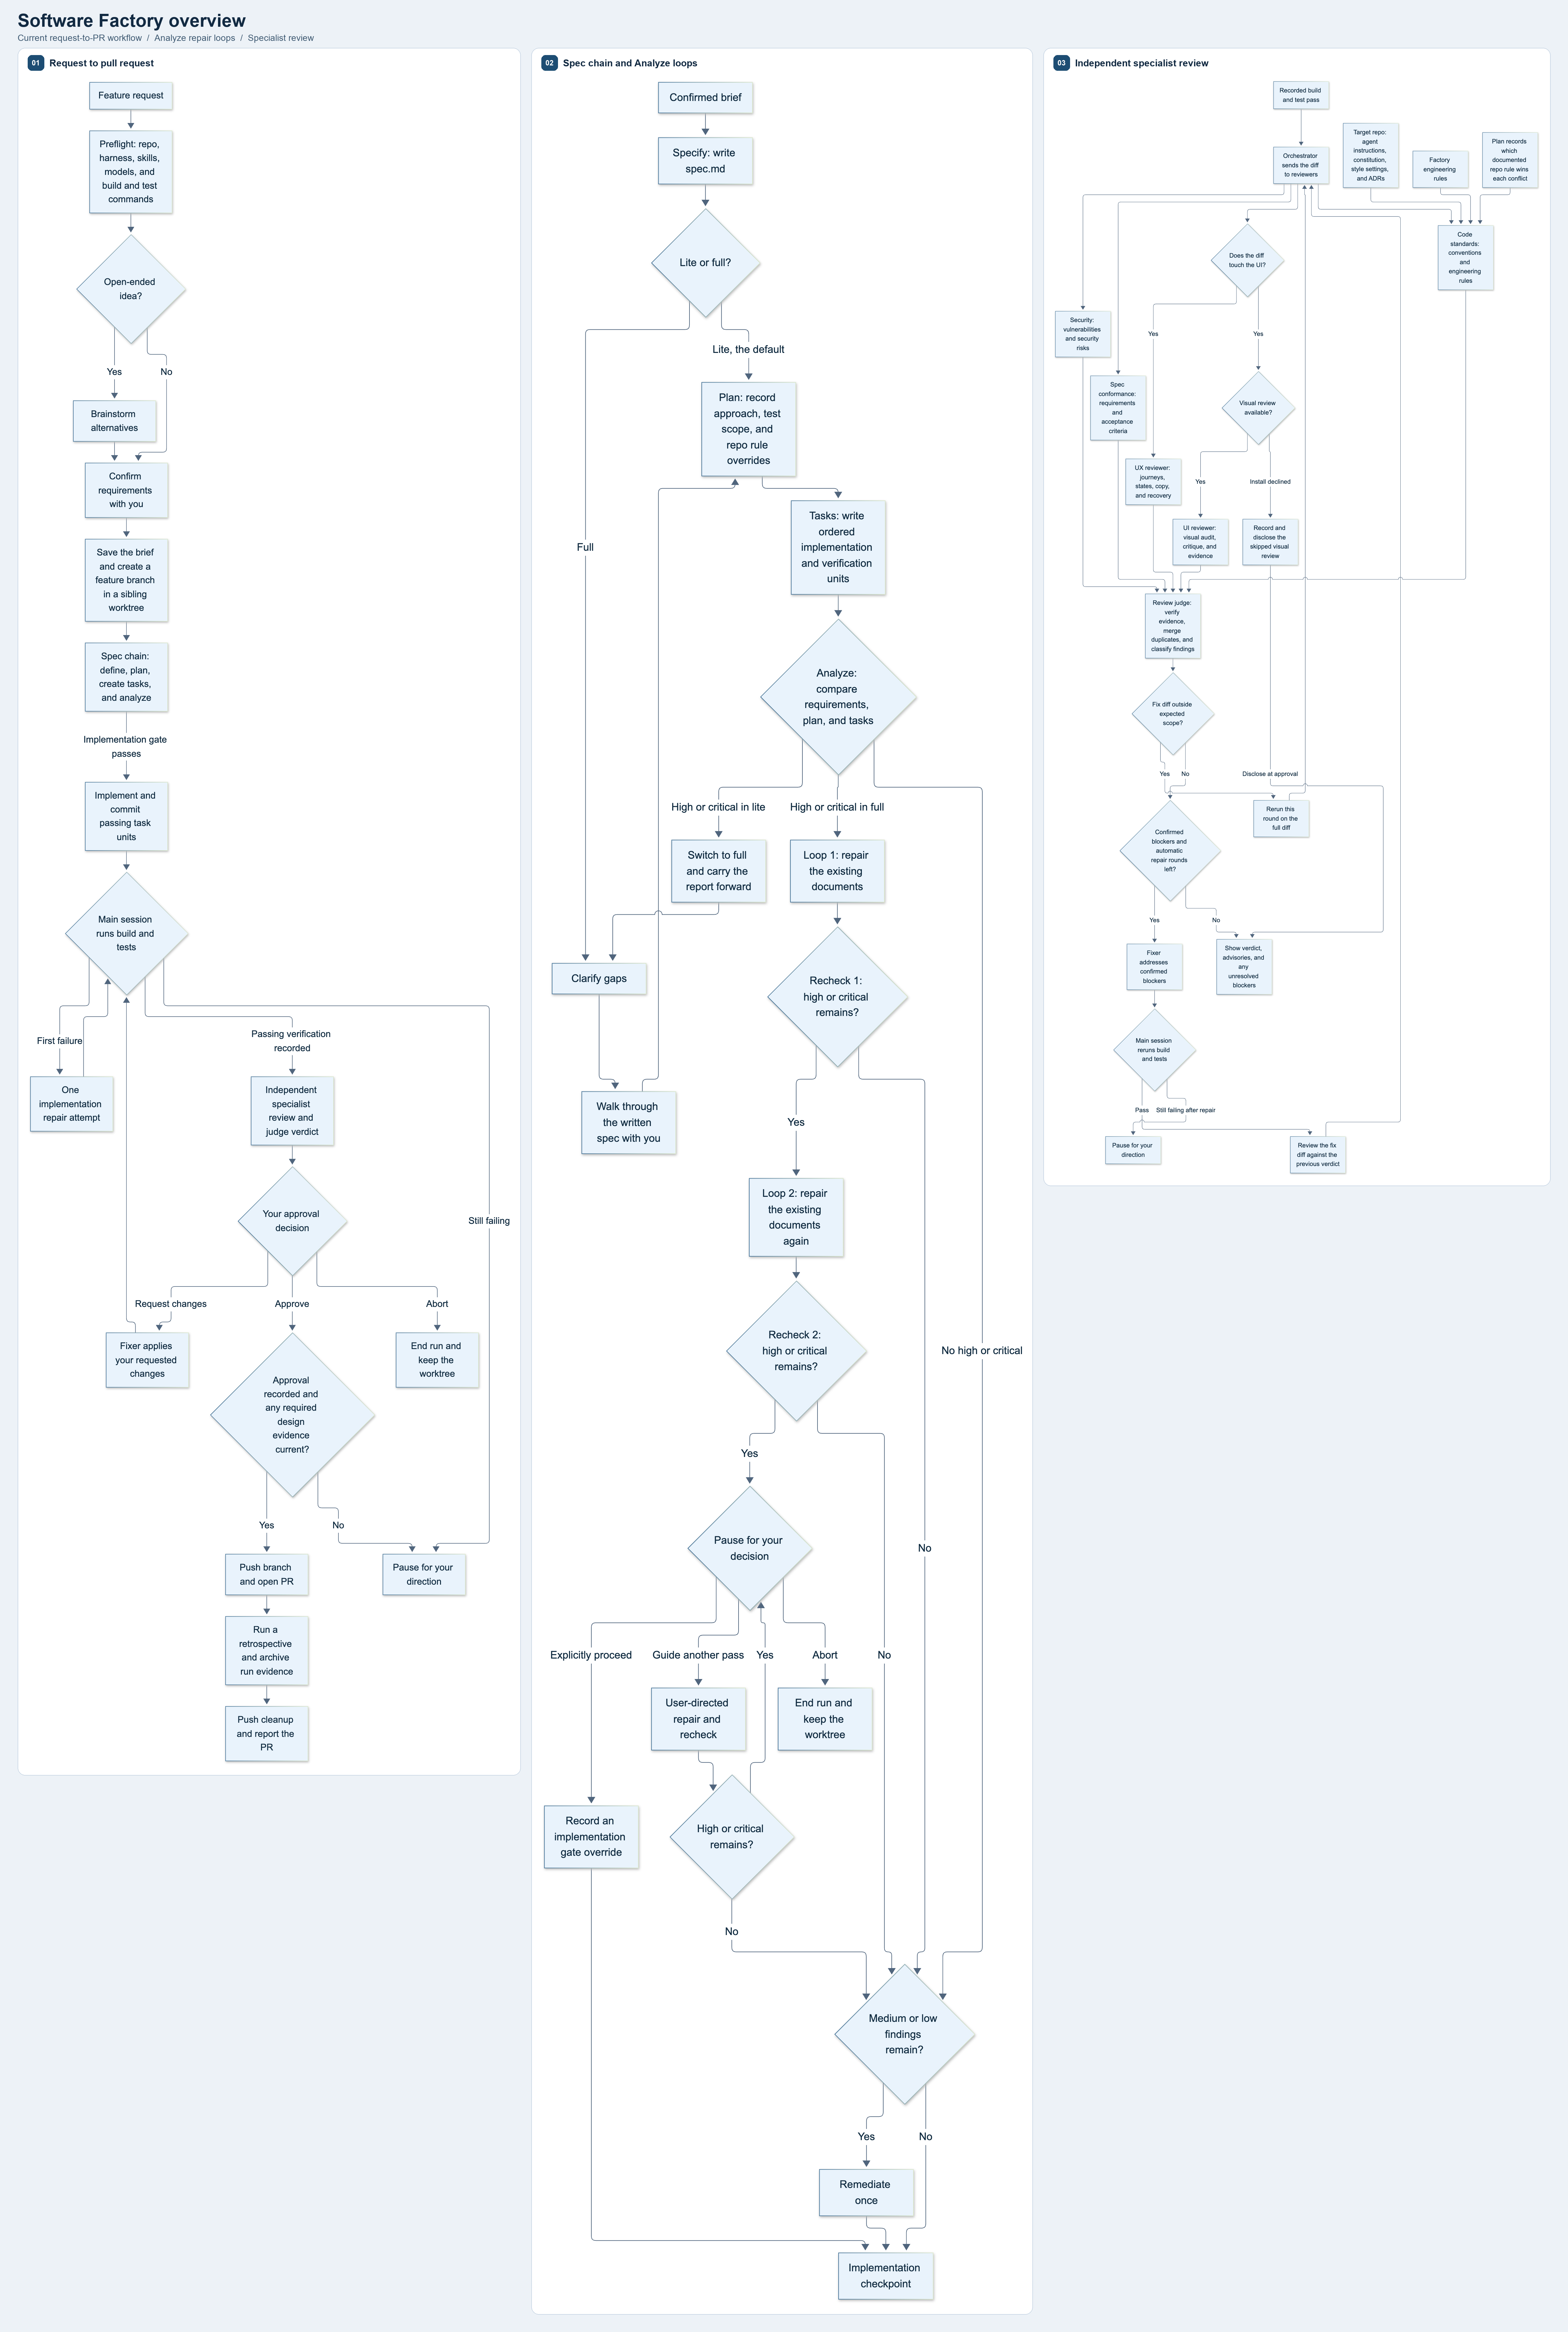 Software Factory overview
Current request-to-PR workflow / Analyze repair loops / Specialist review
01 Request to pull request
Feature request
Preflight: repo,
harness, skills,
models, and
build and test
commands
Open-ended
idea?
Yes
No
Brainstorm
alternatives
Confirm
requirements
with you
Save the brief
and create a
feature branch
in a sibling
worktree
Spec chain:
define, plan,
create tasks,
and analyze
Implementation gate
passes
Implement and
commit
passing task
units
Main session
runs build and
tests
First failure
Passing verification
recorded
One
implementation
repair attempt
Independent
specialist
review and
judge verdict
Your approval
decision
Still failing
Request changes
Approve
Abort
Fixer applies
your requested
changes
End run and
keep the
worktree
Approval
recorded and
any required
design
evidence
current?
Yes
No
Push branch
and open PR
Pause for your
direction
Run a
retrospective
and archive
run evidence
Push cleanup
and report the
PR
02 Spec chain and Analyze loops
Confirmed brief
Specify: write
spec.md
Lite or full?
Lite, the default
Plan: record
approach, test
scope, and
repo rule
overrides
Full
Tasks: write
ordered
implementation
and verification
units
Analyze:
compare
requirements,
plan, and tasks
High or critical in lite
High or critical in full
Switch to full
and carry the
report forward
Loop 1: repair
the existing
documents
Clarify gaps
Recheck 1:
high or critical
remains?
Walk through
the written
spec with you
Yes
Loop 2: repair
the existing
documents
again
Recheck 2:
high or critical
remains?
No high or critical
Yes
Pause for your
decision
No
Explicitly proceed
Guide another pass
Yes
Abort
No
User-directed
repair and
recheck
End run and
keep the
worktree
Record an
implementation
gate override
High or critical
remains?
No
Medium or low
findings
remain?
Yes
No
Remediate
once
Implementation
checkpoint
03 Independent specialist review
Recorded build
and test pass
Orchestrator
sends the diff
to reviewers
Target repo:
agent
instructions,
constitution,
style settings,
and ADRs
Factory
engineering
rules
Plan records
which
documented
repo rule wins
each conflict
Does the diff
touch the UI?
Code
standards:
conventions
and
engineering
rules
Security:
vulnerabilities
and security
risks
Yes
Yes
Spec
conformance:
requirements
and
acceptance
criteria
Visual review
available?
UX reviewer:
journeys,
states, copy,
and recovery
Yes
Install declined
UI reviewer:
visual audit,
critique, and
evidence
Record and
disclose the
skipped visual
review
Review judge:
verify
evidence,
merge
duplicates, and
classify findings
Fix diff outside
expected
scope?
Yes
No
Disclose at approval
Rerun this
round on the
full diff
Confirmed
blockers and
automatic
repair rounds
left?
Yes
No
Fixer
addresses
confirmed
blockers
Show verdict,
advisories, and
any
unresolved
blockers
Main session
reruns build
and tests
Pass
Still failing after repair
Pause for your
direction
Review the fix
diff against the
previous verdict